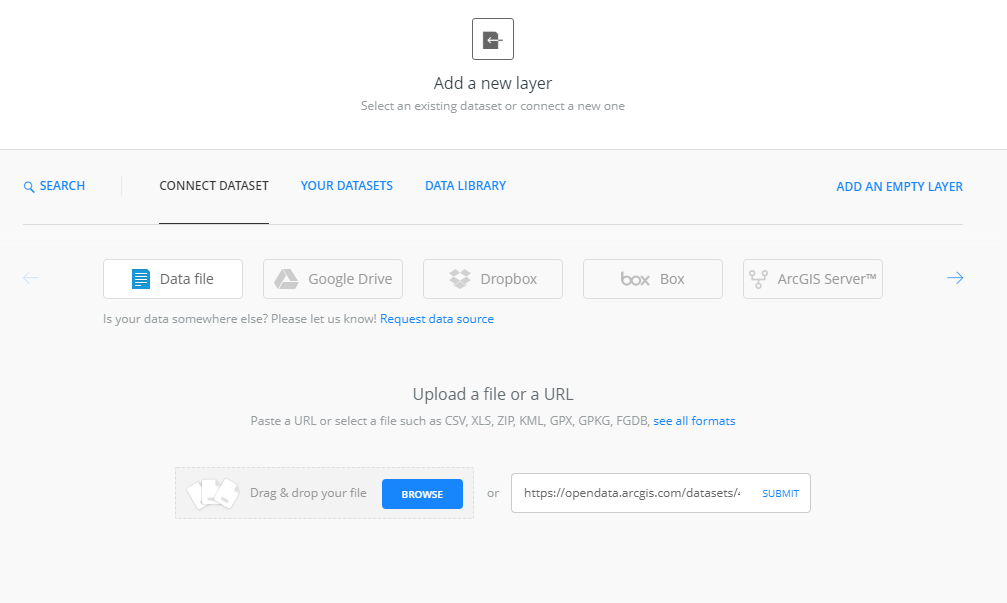 Add a new layer
Select an existing dataset or connect a new one
SEARCH CONNECT DATASET YOUR DATASETS DATA LIBRARY ADD AN EMPTY LAYER
Data file Google Drive Dropbox box Box ArcGIS Server™
Is your data somewhere else? Please let us know! Request data source
Upload a file or a URL
Paste a URL or select a file such as CSV, XLS, ZIP, KML, GPX, GPKG, FGDB, see all formats
Drag & drop your file BROWSE or https://opendata.arcgis.com/datasets/ SUBMIT